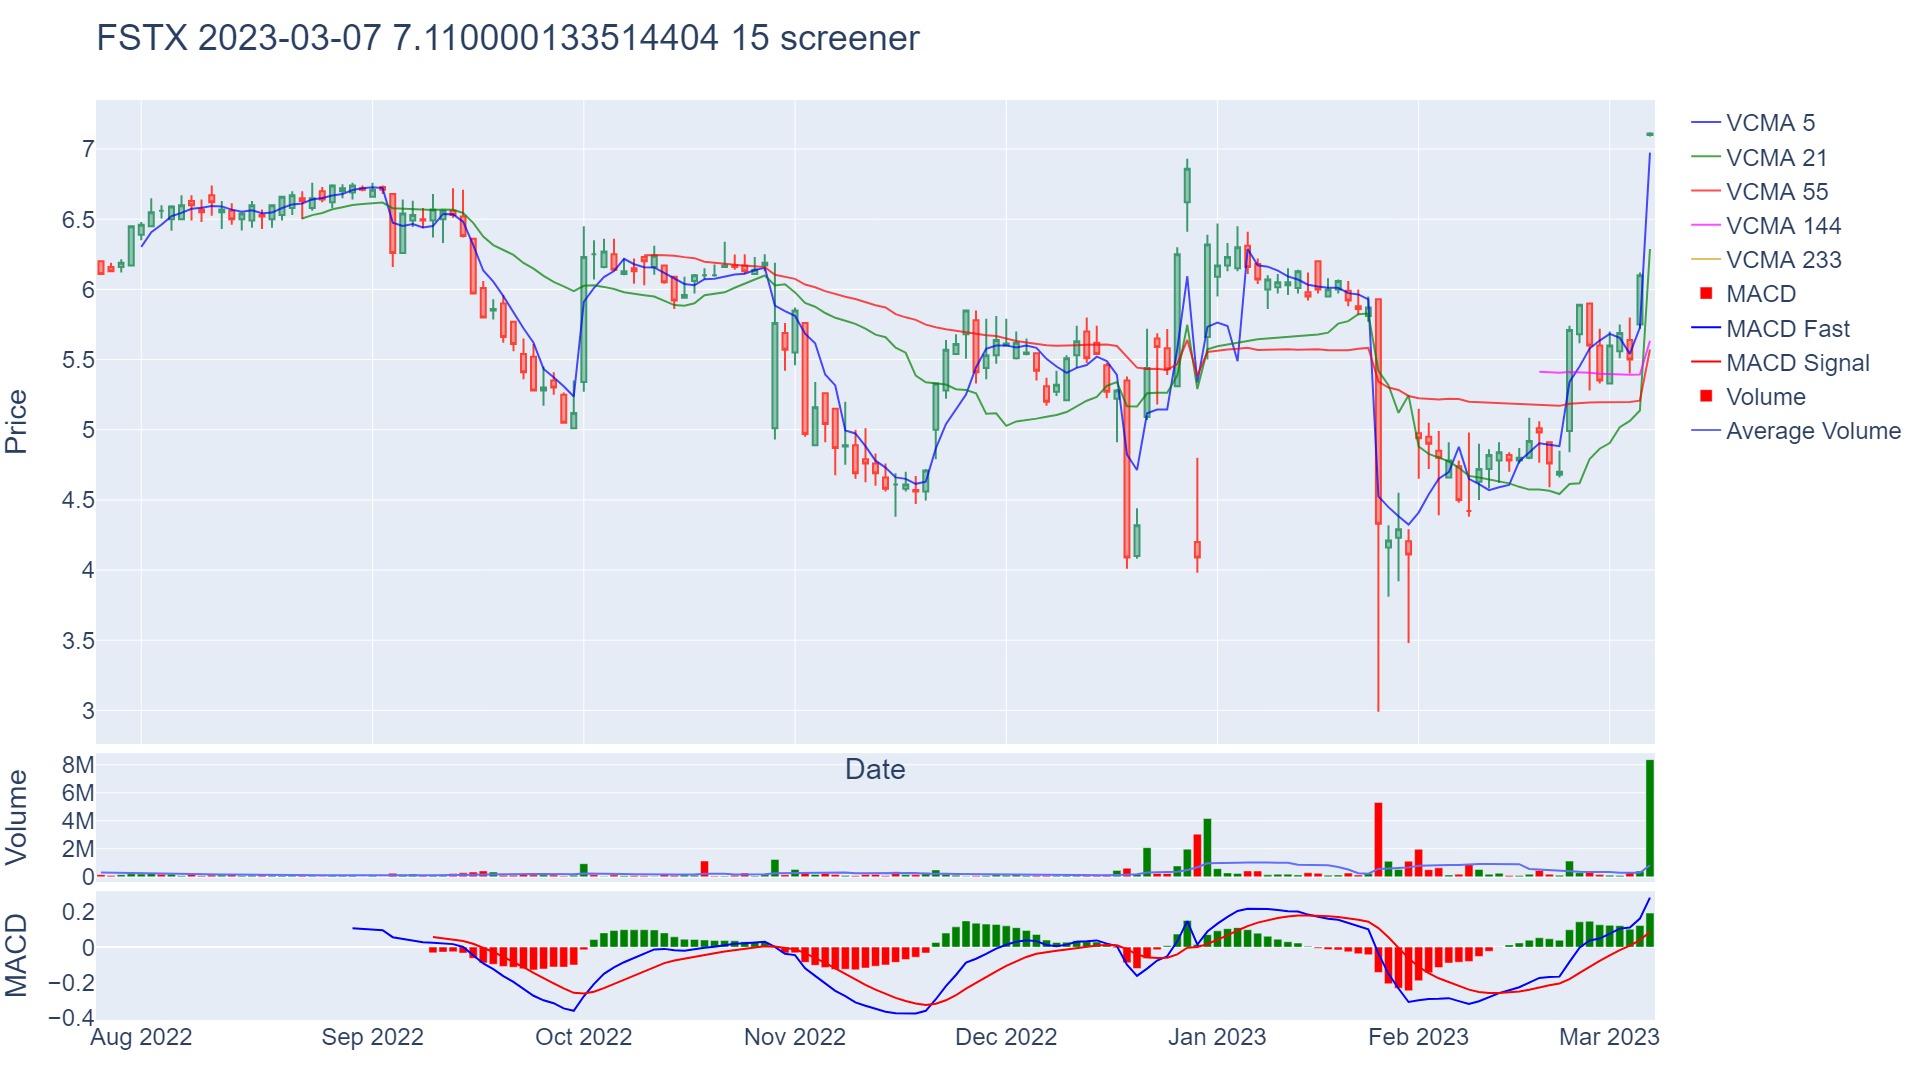 FSTX 2023-03-07 7.110000133514404 15 screener
VCMA 5
VCMA 21
VCMA 55
VCMA 144
VCMA 233
MACD
MACD Fast
MACD Signal
Volume
Average Volume
Price
7
6.5
6
5.5
5
4.5
4
3.5
3
Date
Volume
8M
6M
4M
2M
0
MACD
0.2
0
−0.2
−0.4
Aug 2022
Sep 2022
Oct 2022
Nov 2022
Dec 2022
Jan 2023
Feb 2023
Mar 2023